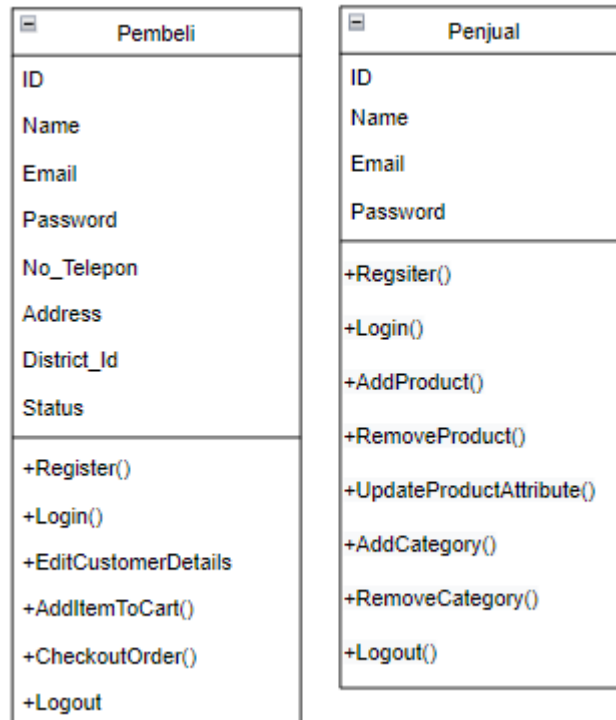 Pembeli
ID
Name
Email
Password
No_Telepon
Address
District_Id
Status
+Register()
+Login()
+EditCustomerDetails
+AddItemToCart()
+CheckoutOrder()
+Logout
Penjual
ID
Name
Email
Password
+Regsiter()
+Login()
+AddProduct()
+RemoveProduct()
+UpdateProductAttribute()
+AddCategory()
+RemoveCategory()
+Logout()